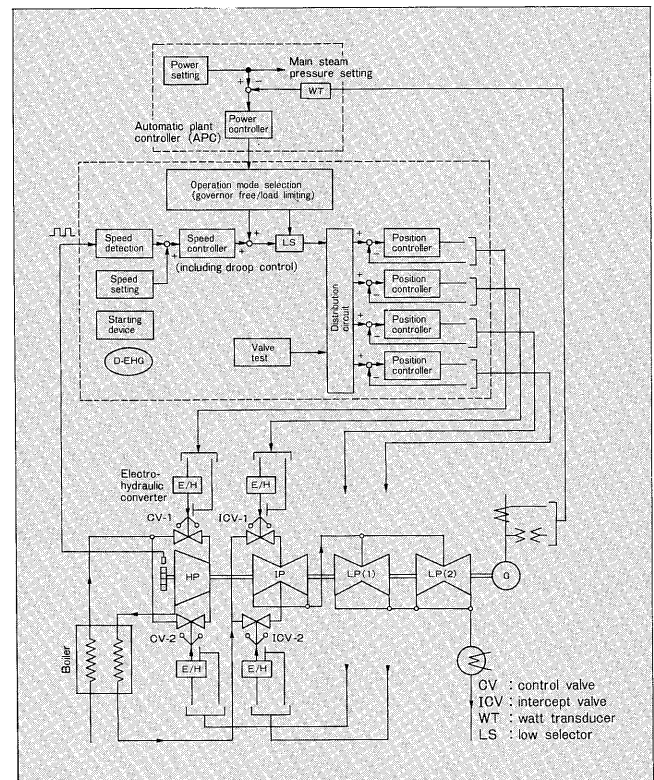 Power
setting
Main steam
pressure setting
WT
+
−
Automatic plant
controller (APC)
Power
controller
Operation mode selection
(governor free/load limiting)
Speed
detection
−
+
Speed
controller
+
+
LS
(including droop control)
Speed
setting
Starting
device
D-EHG
Valve
test
Distribution
circuit
+
−
Position
controller
+
−
Position
controller
+
−
Position
controller
+
−
Position
controller
Electro-
hydraulic
converter
E/H
E/H
CV-1
ICV-1
HP
IP
LP(1)
LP(2)
G
CV-2
ICV-2
E/H
E/H
Boiler
CV : control valve
ICV : intercept valve
WT : watt transducer
LS : low selector